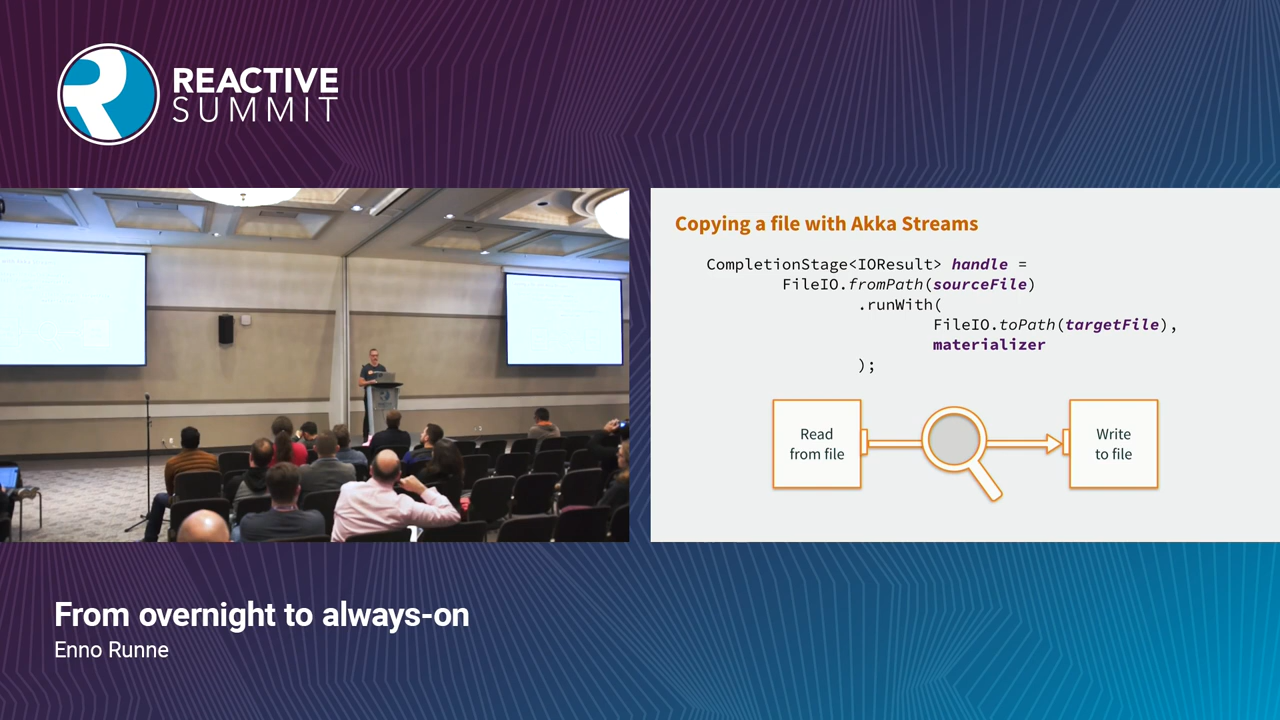 REACTIVE
SUMMIT
Copying a file with Akka Streams
CompletionStage<IOResult> handle =
FileIO.fromPath(sourceFile)
.runWith(
FileIO.toPath(targetFile),
materializer
);
Read
from file
Write
to file
From overnight to always-on
Enno Runne